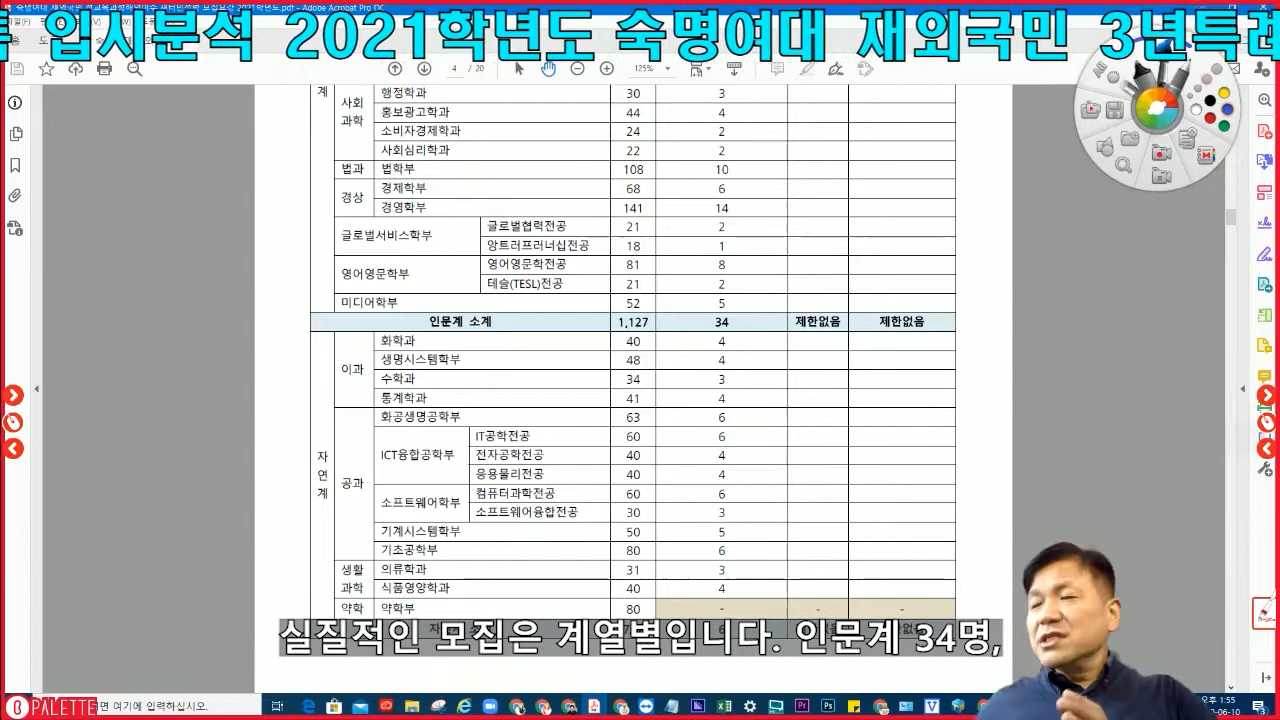 입시분석 2021학년도 숙명여대 재외국민 3년특례
4 / 20
125%
계
사회
과학
행정학과 30 3
홍보광고학과 44 4
소비자경제학과 24 2
사회심리학과 22 2
법과 법학부 108 10
경상
경제학부 68 6
경영학부 141 14
글로벌서비스학부
글로벌협력전공 21 2
앙트러프러너십전공 18 1
영어영문학부
영어영문학전공 81 8
테슬(TESL)전공 21 2
미디어학부 52 5
인문계 소계 1,127 34 제한없음 제한없음
자연계
이과
화학과 40 4
생명시스템학부 48 4
수학과 34 3
통계학과 41 4
공과
화공생명공학부 63 6
ICT융합공학부
IT공학전공 60 6
전자공학전공 40 4
응용물리전공 40 4
소프트웨어학부
컴퓨터과학전공 60 6
소프트웨어융합전공 30 3
기계시스템학부 50 5
기초공학부 80 6
생활
과학
의류학과 31 3
식품영양학과 40 4
약학 약학부 80 - - -
실질적인 모집은 계열별입니다. 인문계 34명,
PALETTE
면 여기에 입력하십시오.
오후 1:55